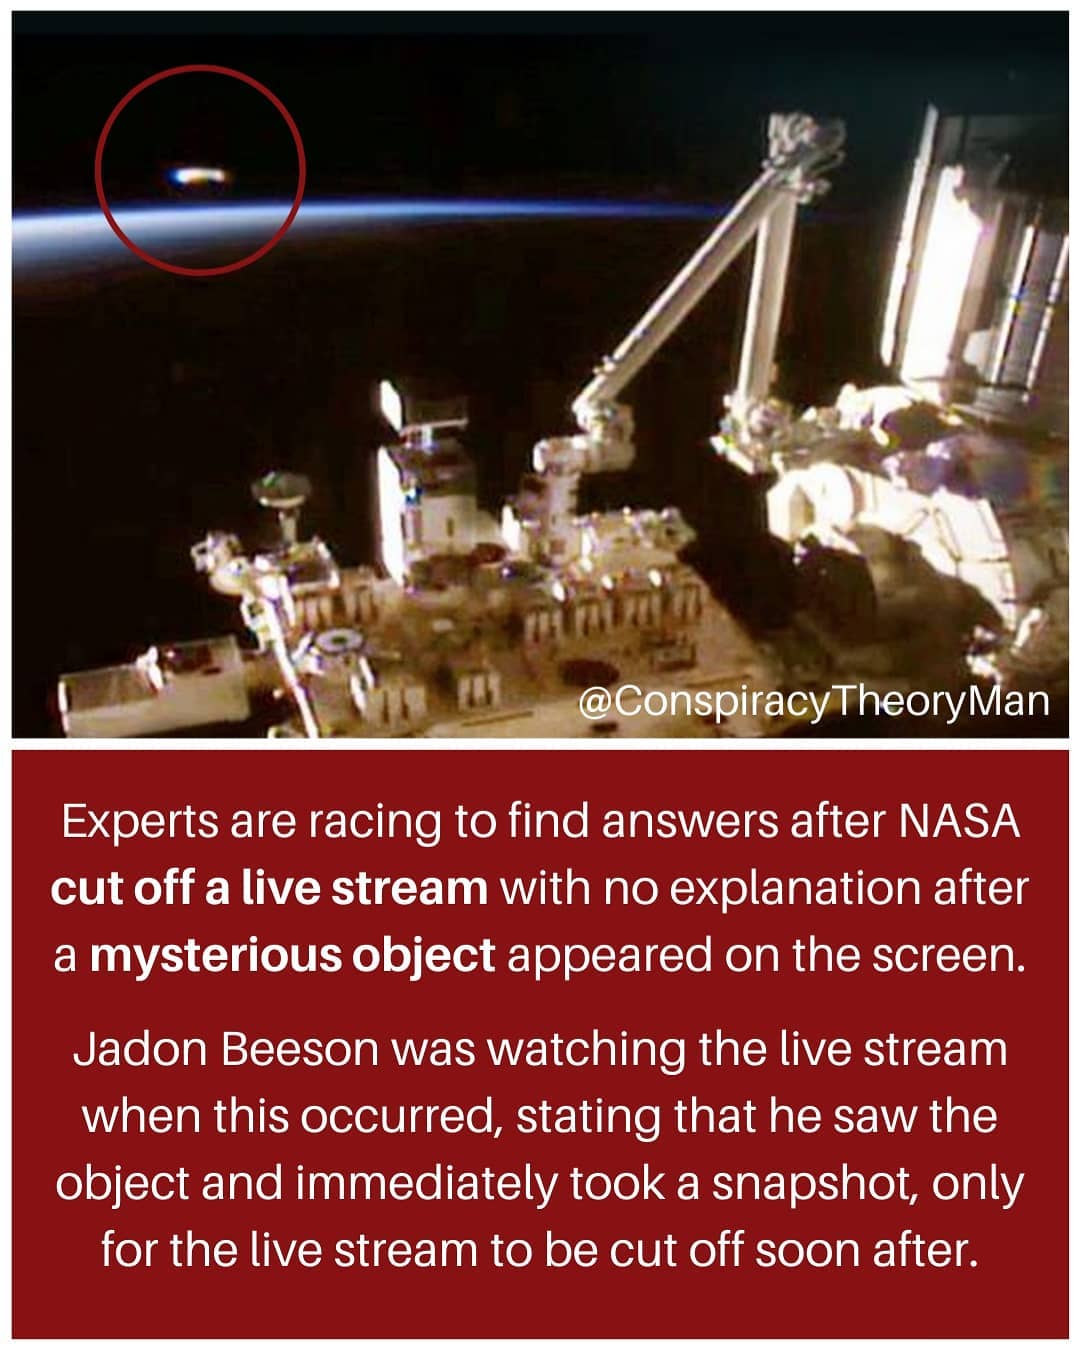 @ConspiracyTheoryMan
Experts are racing to find answers after NASA
cut off a live stream with no explanation after
a mysterious object appeared on the screen.
Jadon Beeson was watching the live stream
when this occurred, stating that he saw the
object and immediately took a snapshot, only
for the live stream to be cut off soon after.